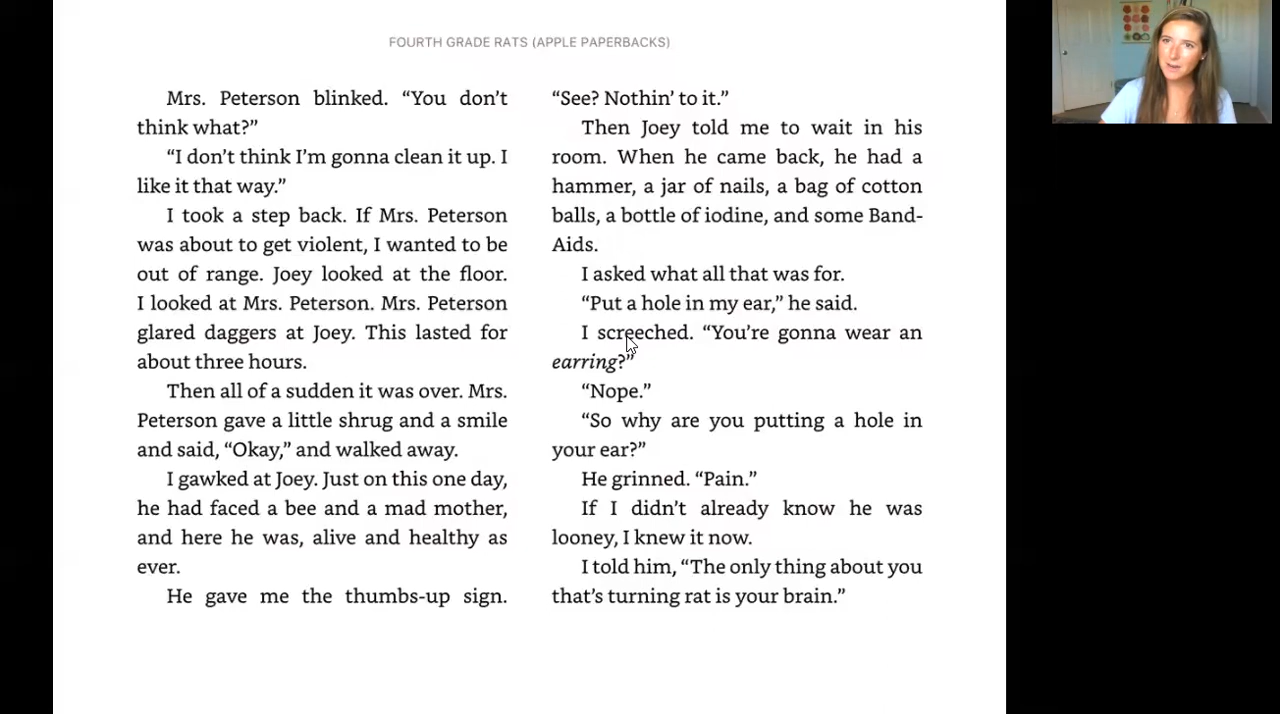 FOURTH GRADE RATS (APPLE PAPERBACKS)
Mrs. Peterson blinked. “You don’t
think what?”
“I don’t think I’m gonna clean it up. I
like it that way.”
I took a step back. If Mrs. Peterson
was about to get violent, I wanted to be
out of range. Joey looked at the floor.
I looked at Mrs. Peterson. Mrs. Peterson
glared daggers at Joey. This lasted for
about three hours.
Then all of a sudden it was over. Mrs.
Peterson gave a little shrug and a smile
and said, “Okay,” and walked away.
I gawked at Joey. Just on this one day,
he had faced a bee and a mad mother,
and here he was, alive and healthy as
ever.
He gave me the thumbs-up sign.
“See? Nothin’ to it.”
Then Joey told me to wait in his
room. When he came back, he had a
hammer, a jar of nails, a bag of cotton
balls, a bottle of iodine, and some Band-
Aids.
I asked what all that was for.
“Put a hole in my ear,” he said.
I screeched. “You’re gonna wear an
earring?”
“Nope.”
“So why are you putting a hole in
your ear?”
He grinned. “Pain.”
If I didn’t already know he was
looney, I knew it now.
I told him, “The only thing about you
that’s turning rat is your brain.”